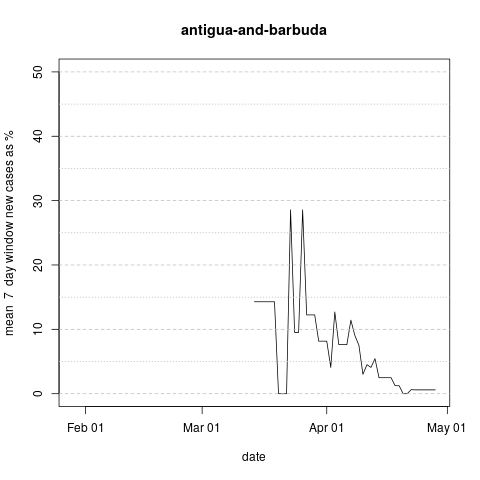 antigua-and-barbuda
mean 7 day window new cases as %
50
40
30
20
10
0
Feb 01
Mar 01
Apr 01
May 01
date